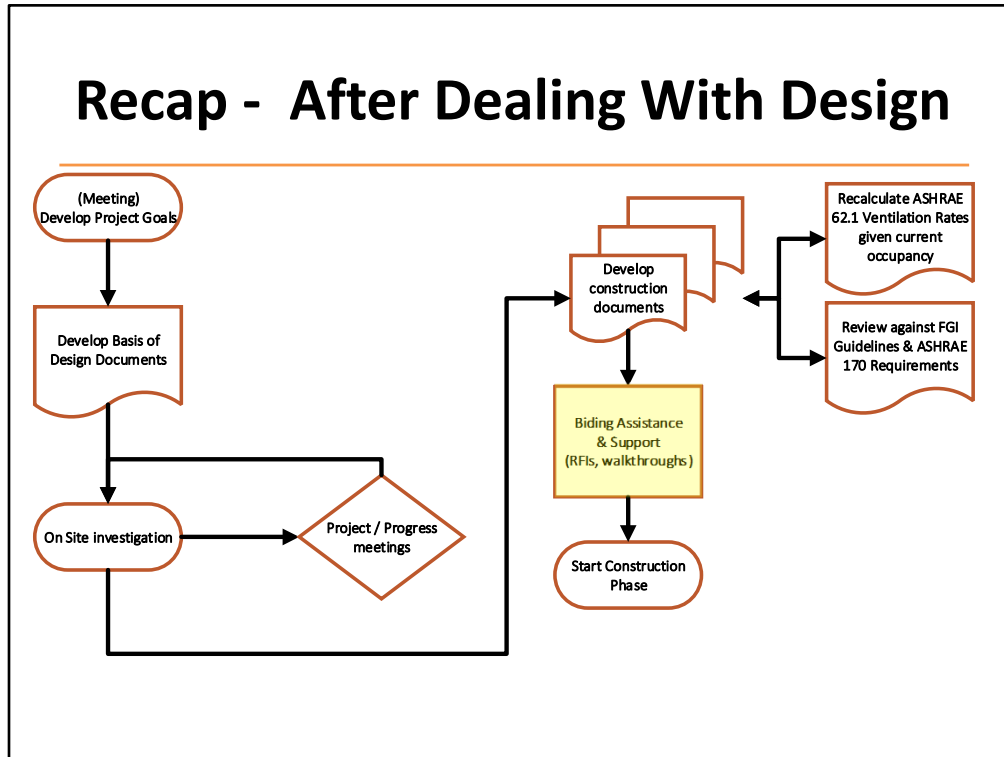 Recap -  After Dealing With Design
(Meeting)
Develop Project Goals
Develop Basis of
Design Documents
On Site investigation
Project / Progress
meetings
Develop
construction
documents
Biding Assistance
& Support
(RFIs, walkthroughs)
Start Construction
Phase
Recalculate ASHRAE
62.1 Ventilation Rates
given current
occupancy
Review against FGI
Guidelines & ASHRAE
170 Requirements